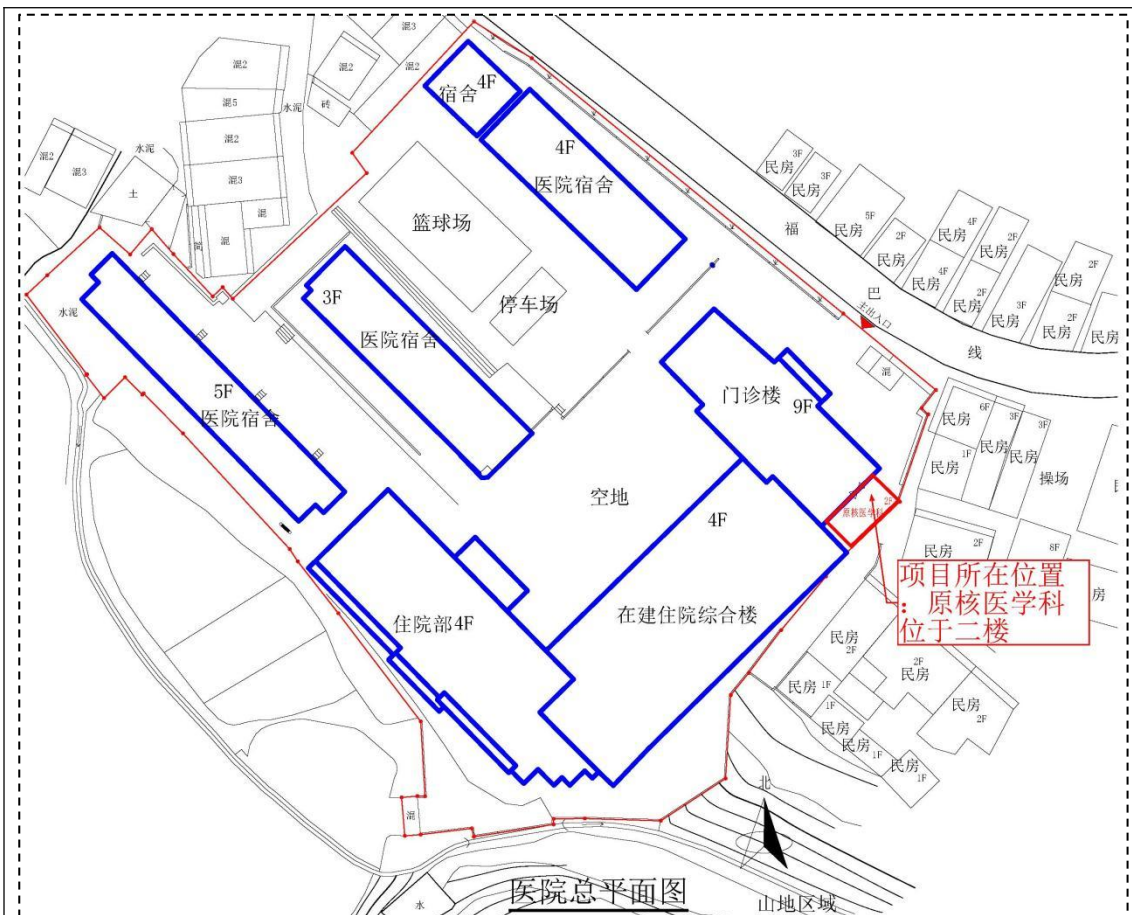 混3
混2
混2
混2
砖
混5
水泥
混2
混3
混
混
简
水泥
混2
混3
土
水泥
宿舍
4F
4F
医院宿舍
篮球场
停车场
3F
医院宿舍
5F
医院宿舍
福
巴
线
主出入口
混
民房
3F
民房
3F
民房
5F
民房
2F
民房
4F
民房
4F
民房
2F
民房
2F
民房
3F
民房
2F
民房
2F
民房
门诊楼
9F
民房
6F
民房
3F
民房
3F
民房
1F
操场
空地
4F
2F
原核医学科
民房
2F
8F
房
项目所在位置
：原核医学科
位于二楼
住院部4F
在建住院综合楼
民房
2F
民房
2F
民房
1F
民房
2F
民房
1F
民房
1F
民房
1F
混
北
医院总平面图
山地区域
水